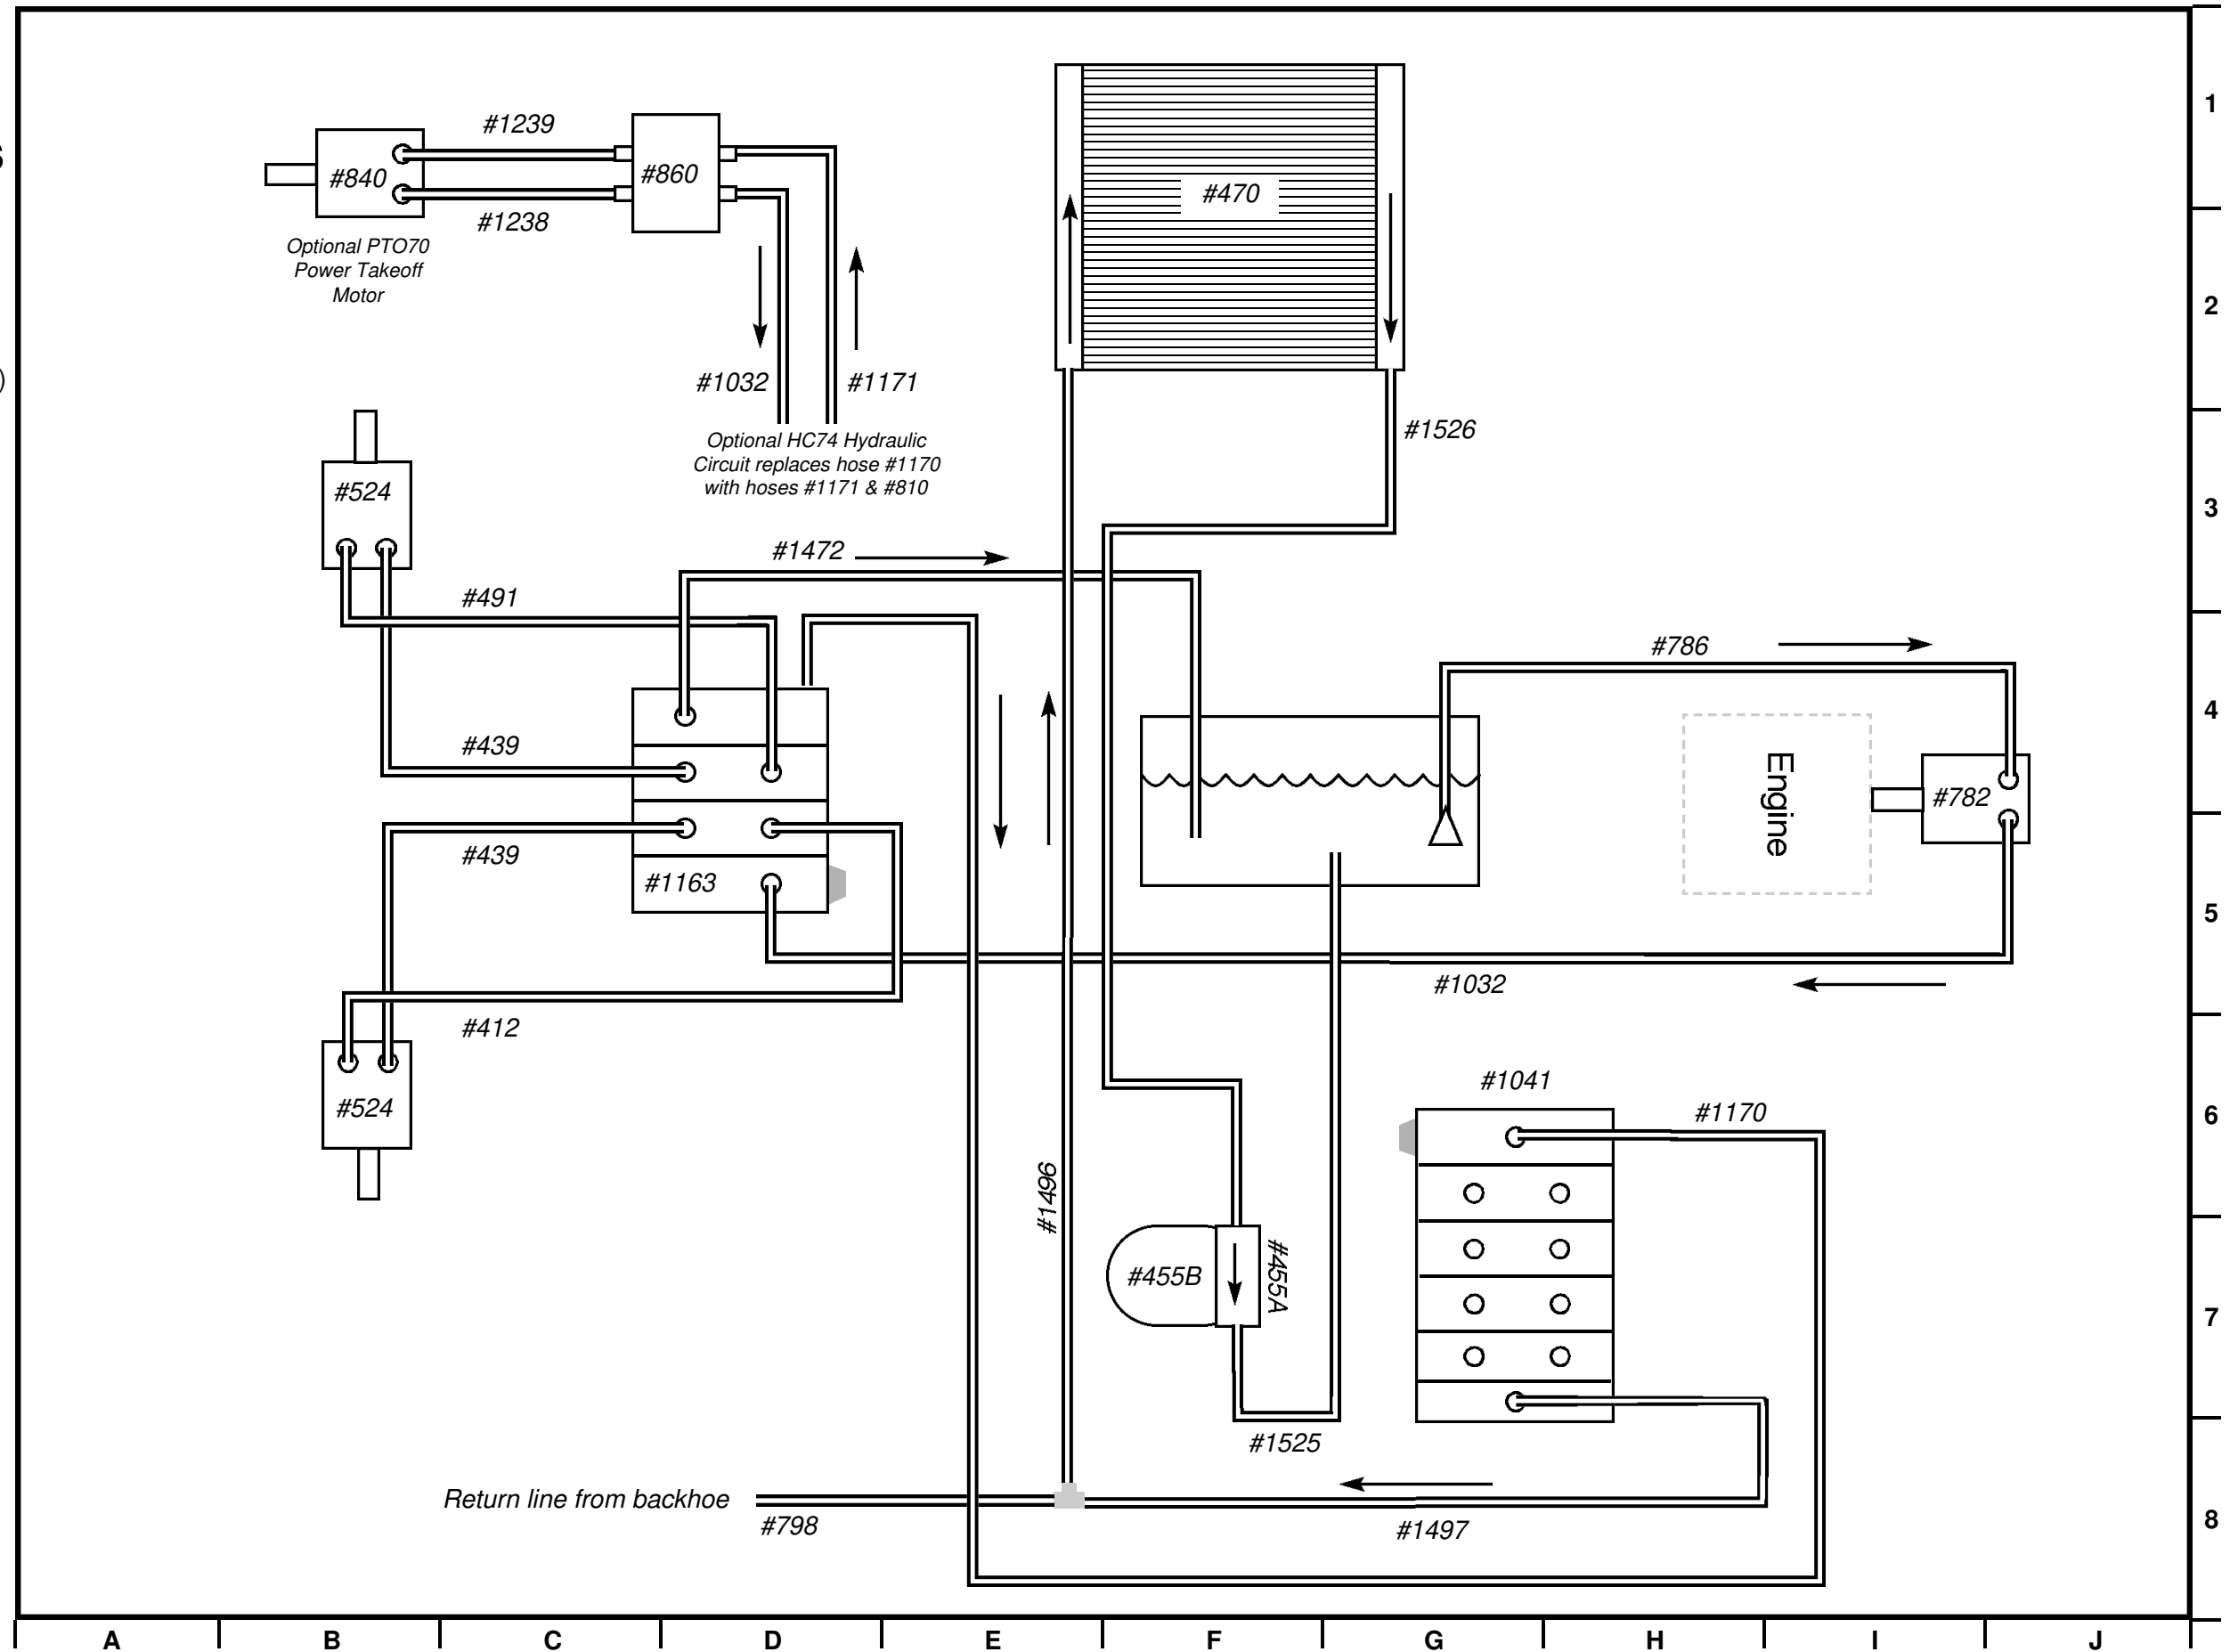 1
#1239
S
#840
#860
#470
#1238
Optional PTO70
Power Takeoff
Motor
2
)
#1032
#1171
#1526
Optional HC74 Hydraulic
Circuit replaces hose #1170
with hoses #1171 & #810
#524
3
#1472
#491
#786
4
#439
Engine
#782
#439
#1163
5
#1032
#412
#1041
#524
#1170
6
#1496
#455B
#455A
7
#1525
Return line from backhoe
#798
#1497
8
A B C D E F G H I J